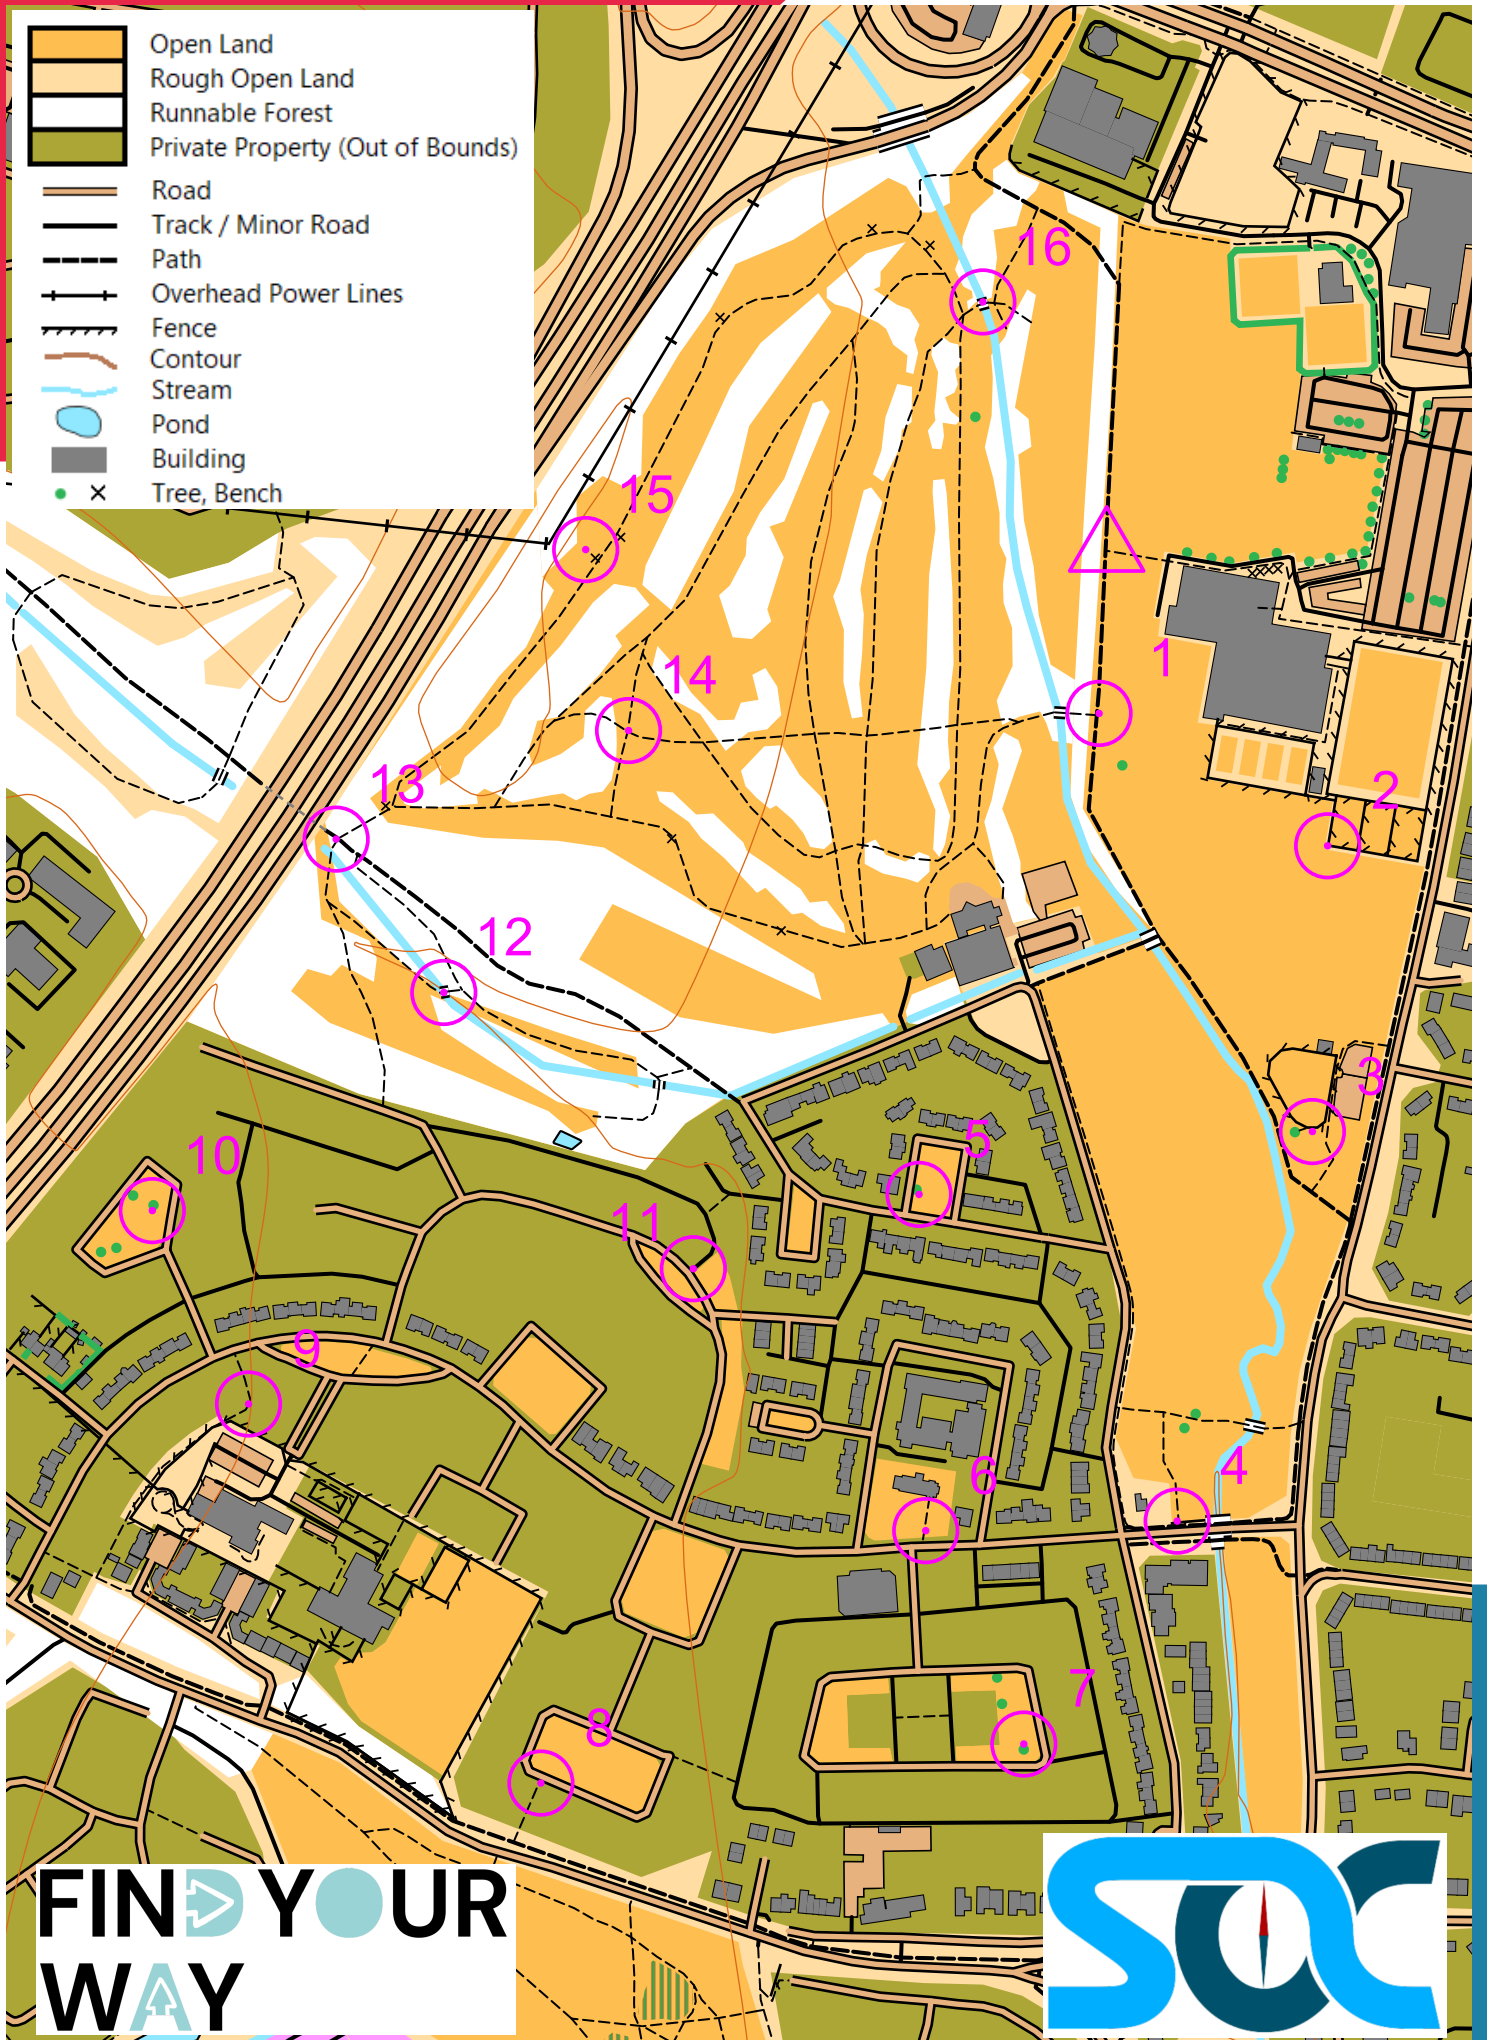 Open Land
Rough Open Land
Runnable Forest
Private Property (Out of Bounds)
Road
Track / Minor Road
Path
Overhead Power Lines
Fence
Contour
Stream
Pond
Building
Tree, Bench
16
15
1
14
13
2
12
3
5
10
11
9
4
6
7
8
FIND YOUR
WAY
SOC